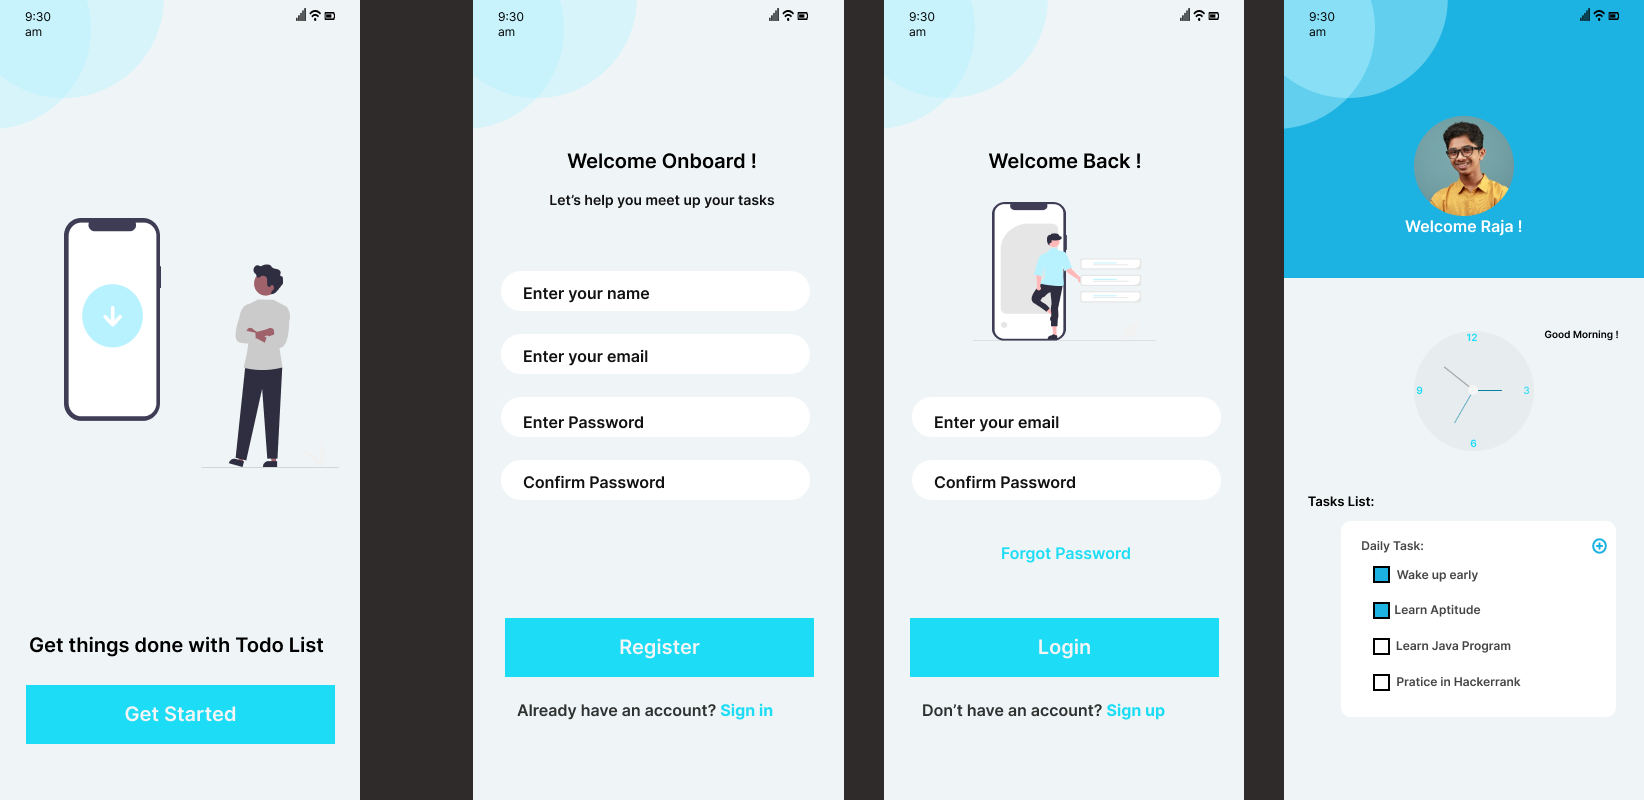 9:30
am
Get things done with Todo List
Get Started
9:30
am
Welcome Onboard !
Let's help you meet up your tasks
Enter your name
Enter your email
Enter Password
Confirm Password
Register
Already have an account? Sign in
9:30
am
Welcome Back !
Enter your email
Confirm Password
Forgot Password
Login
Don't have an account? Sign up
9:30
am
Welcome Raja !
Good Morning !
12
9
3
6
Tasks List:
Daily Task:
Wake up early
Learn Aptitude
Learn Java Program
Pratice in Hackerrank